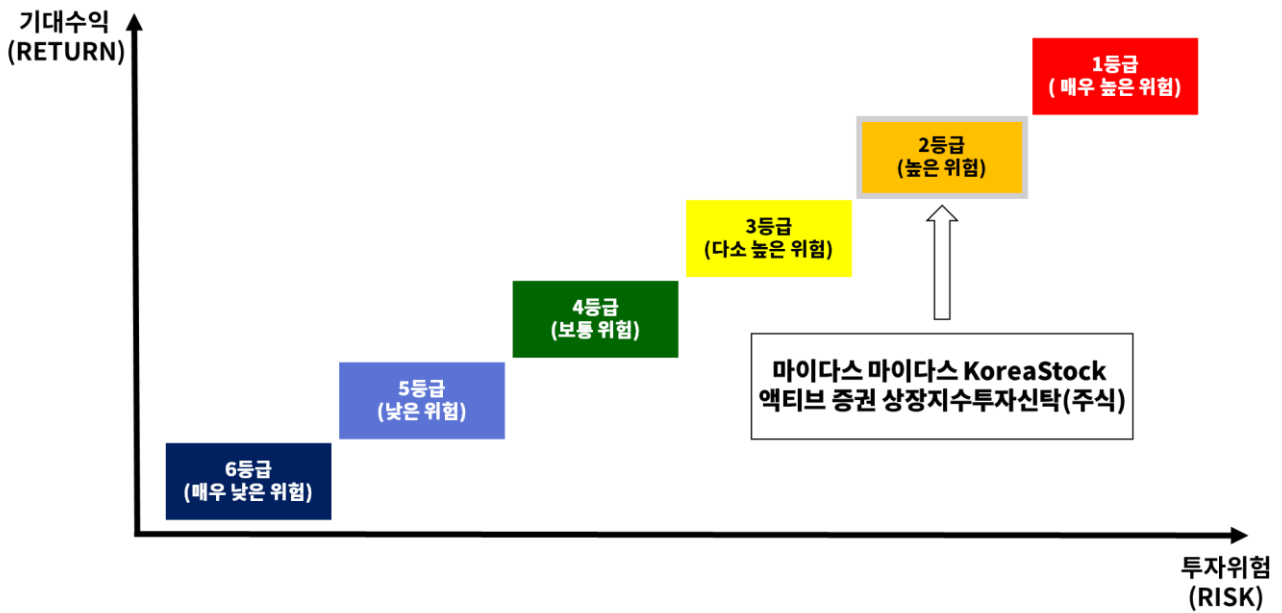 기대수익
(RETURN)
1등급
( 매우 높은 위험)
2등급
(높은 위험)
3등급
(다소 높은 위험)
4등급
(보통 위험)
마이다스 마이다스 KoreaStock
액티브 증권 상장지수투자신탁(주식)
5등급
(낮은 위험)
6등급
(매우 낮은 위험)
투자위험
(RISK)